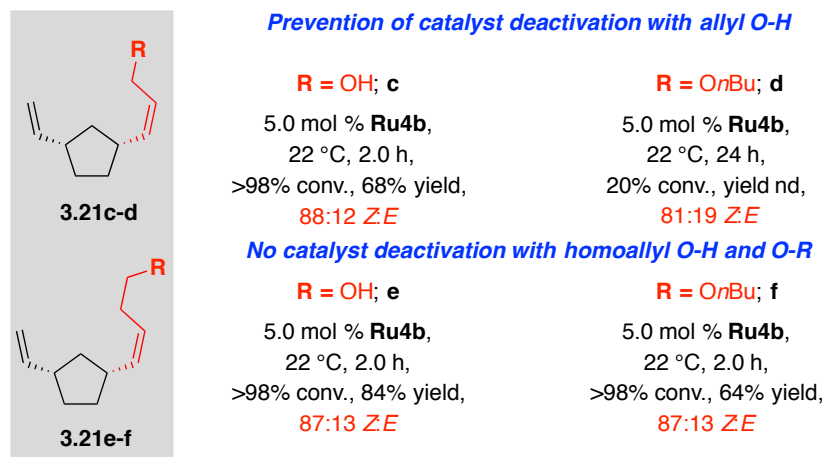 Prevention of catalyst deactivation with allyl O-H
R
3.21c-d
R = OH; c
5.0 mol % Ru4b,
22 °C, 2.0 h,
>98% conv., 68% yield,
88:12 Z:E
R = OnBu; d
5.0 mol % Ru4b,
22 °C, 24 h,
20% conv., yield nd,
81:19 Z:E
No catalyst deactivation with homoallyl O-H and O-R
R
3.21e-f
R = OH; e
5.0 mol % Ru4b,
22 °C, 2.0 h,
>98% conv., 84% yield,
87:13 Z:E
R = OnBu; f
5.0 mol % Ru4b,
22 °C, 2.0 h,
>98% conv., 64% yield,
87:13 Z:E